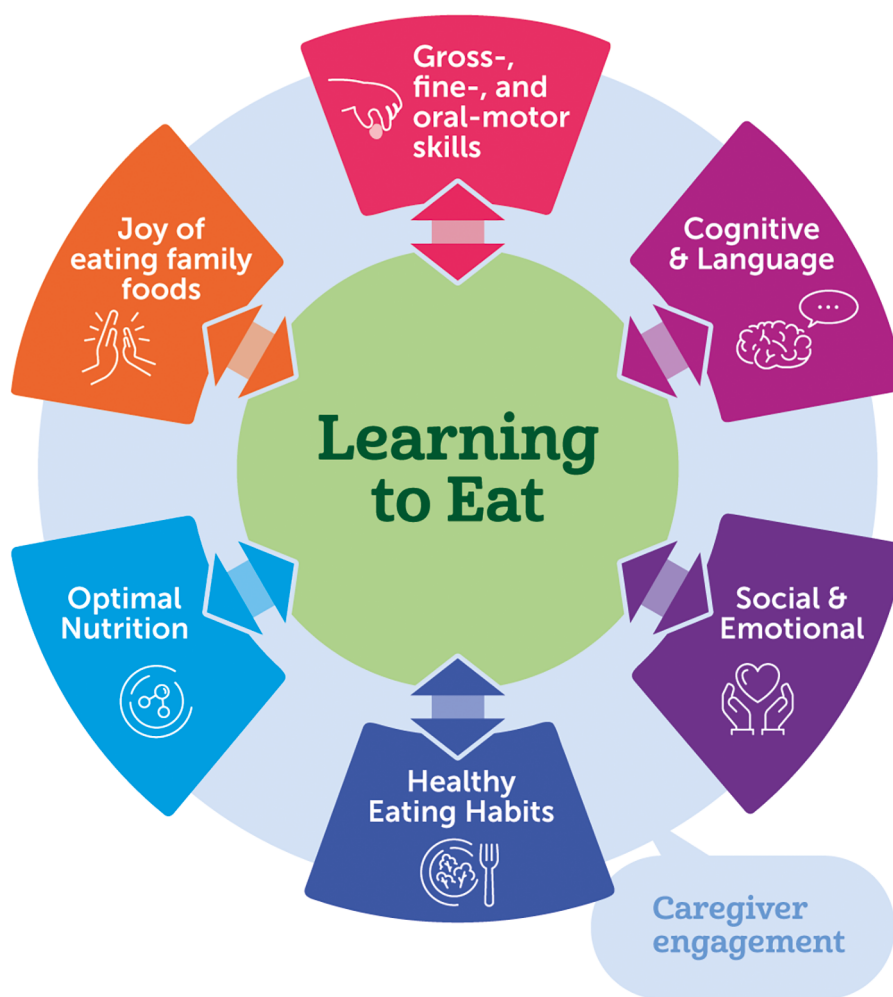 Gross-,
fine-, and
oral-motor
skills
Joy of
eating family
foods
Cognitive
& Language
Learning
to Eat
Optimal
Nutrition
Social &
Emotional
Healthy
Eating Habits
Caregiver
engagement